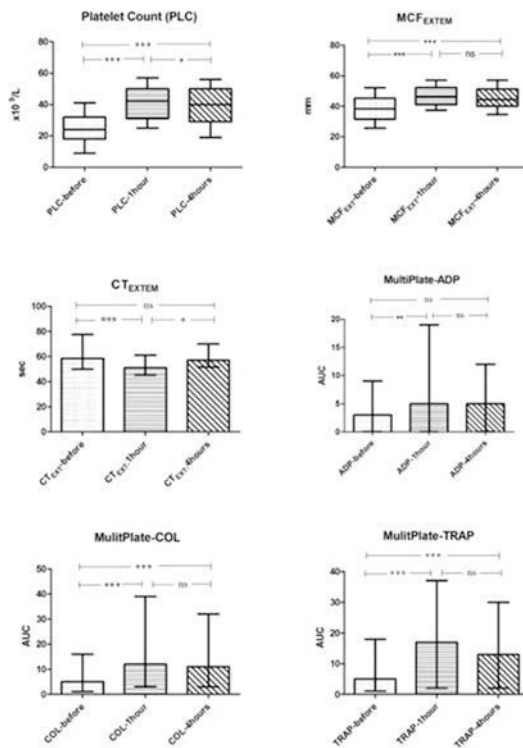 Platelet Count (PLC)
***
***
*
x10 9/L
80
60
40
20
0
PLC-before
PLC-1hour
PLC-4hours
MCFEXTEM
***
***
ns
mm
80
60
40
20
0
MCFEXT-before
MCFEXT-1hour
MCFEXT-4hours
CTEXTEM
ns
***
*
sec
100
80
60
40
20
0
CTEXT-before
CTEXT-1hour
CTEXT-4hours
MultiPlate-ADP
ns
**
ns
AUC
20
15
10
5
0
ADP-before
ADP-1hour
ADP-4hours
MulitPlate-COL
***
***
ns
AUC
50
40
30
20
10
0
COL-before
COL-1hour
COL-4hours
MulitPlate-TRAP
***
***
ns
AUC
40
30
20
10
0
TRAP-before
TRAP-1hour
TRAP-4hours